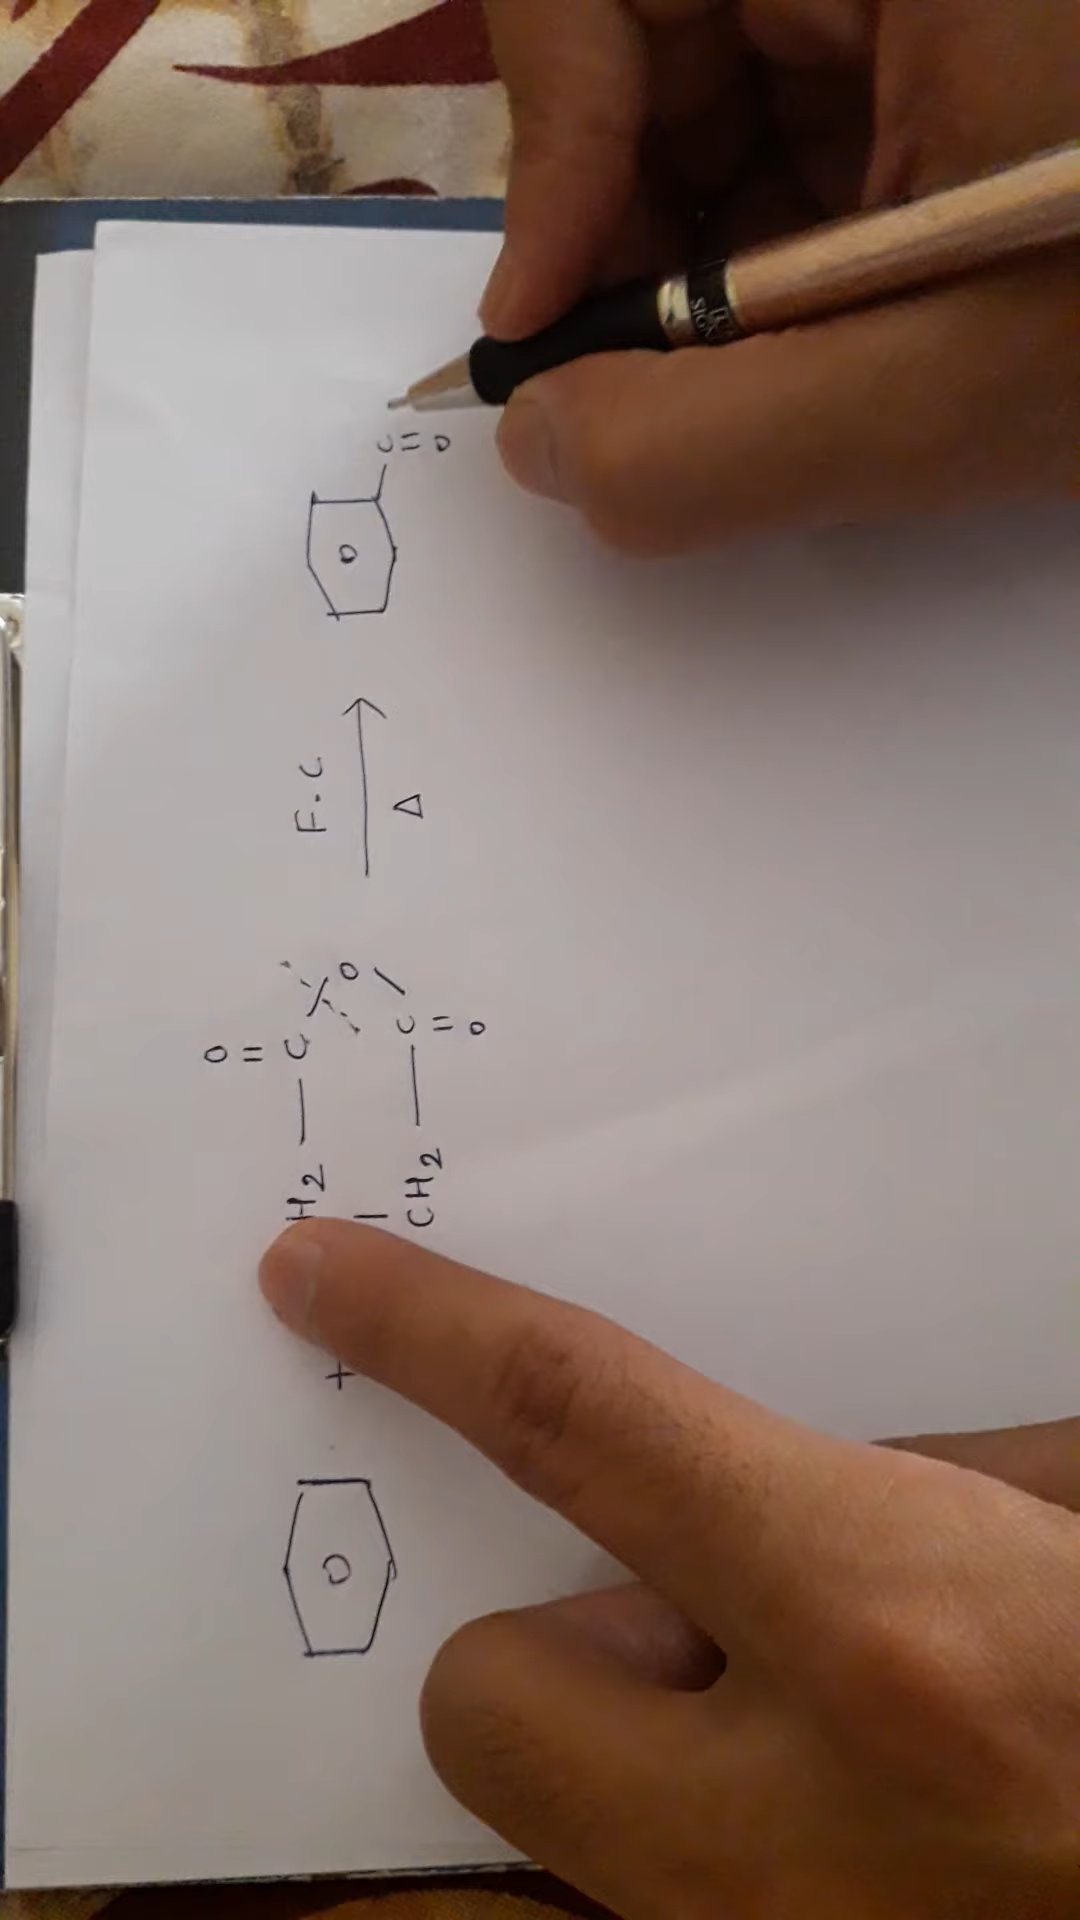 O O
|| ||
H2 — C C
O + O F.C O
CH2 — C Δ
||
O